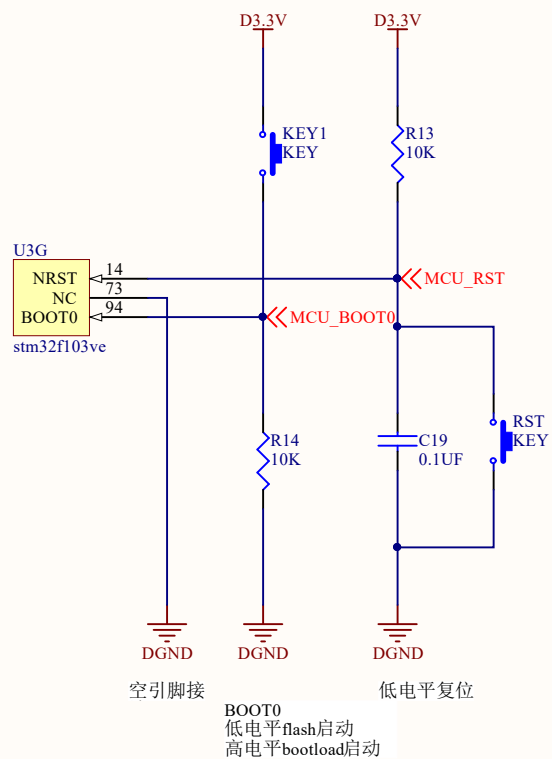 D3.3V
D3.3V
KEY1
KEY
R13
10K
U3G
NRST
14
MCU_RST
NC
73
BOOT0
94
MCU_BOOT0
stm32f103ve
R14
10K
C19
0.1UF
RST
KEY
DGND
DGND
DGND
空引脚接
低电平复位
BOOT0
低电平flash启动
高电平bootload启动